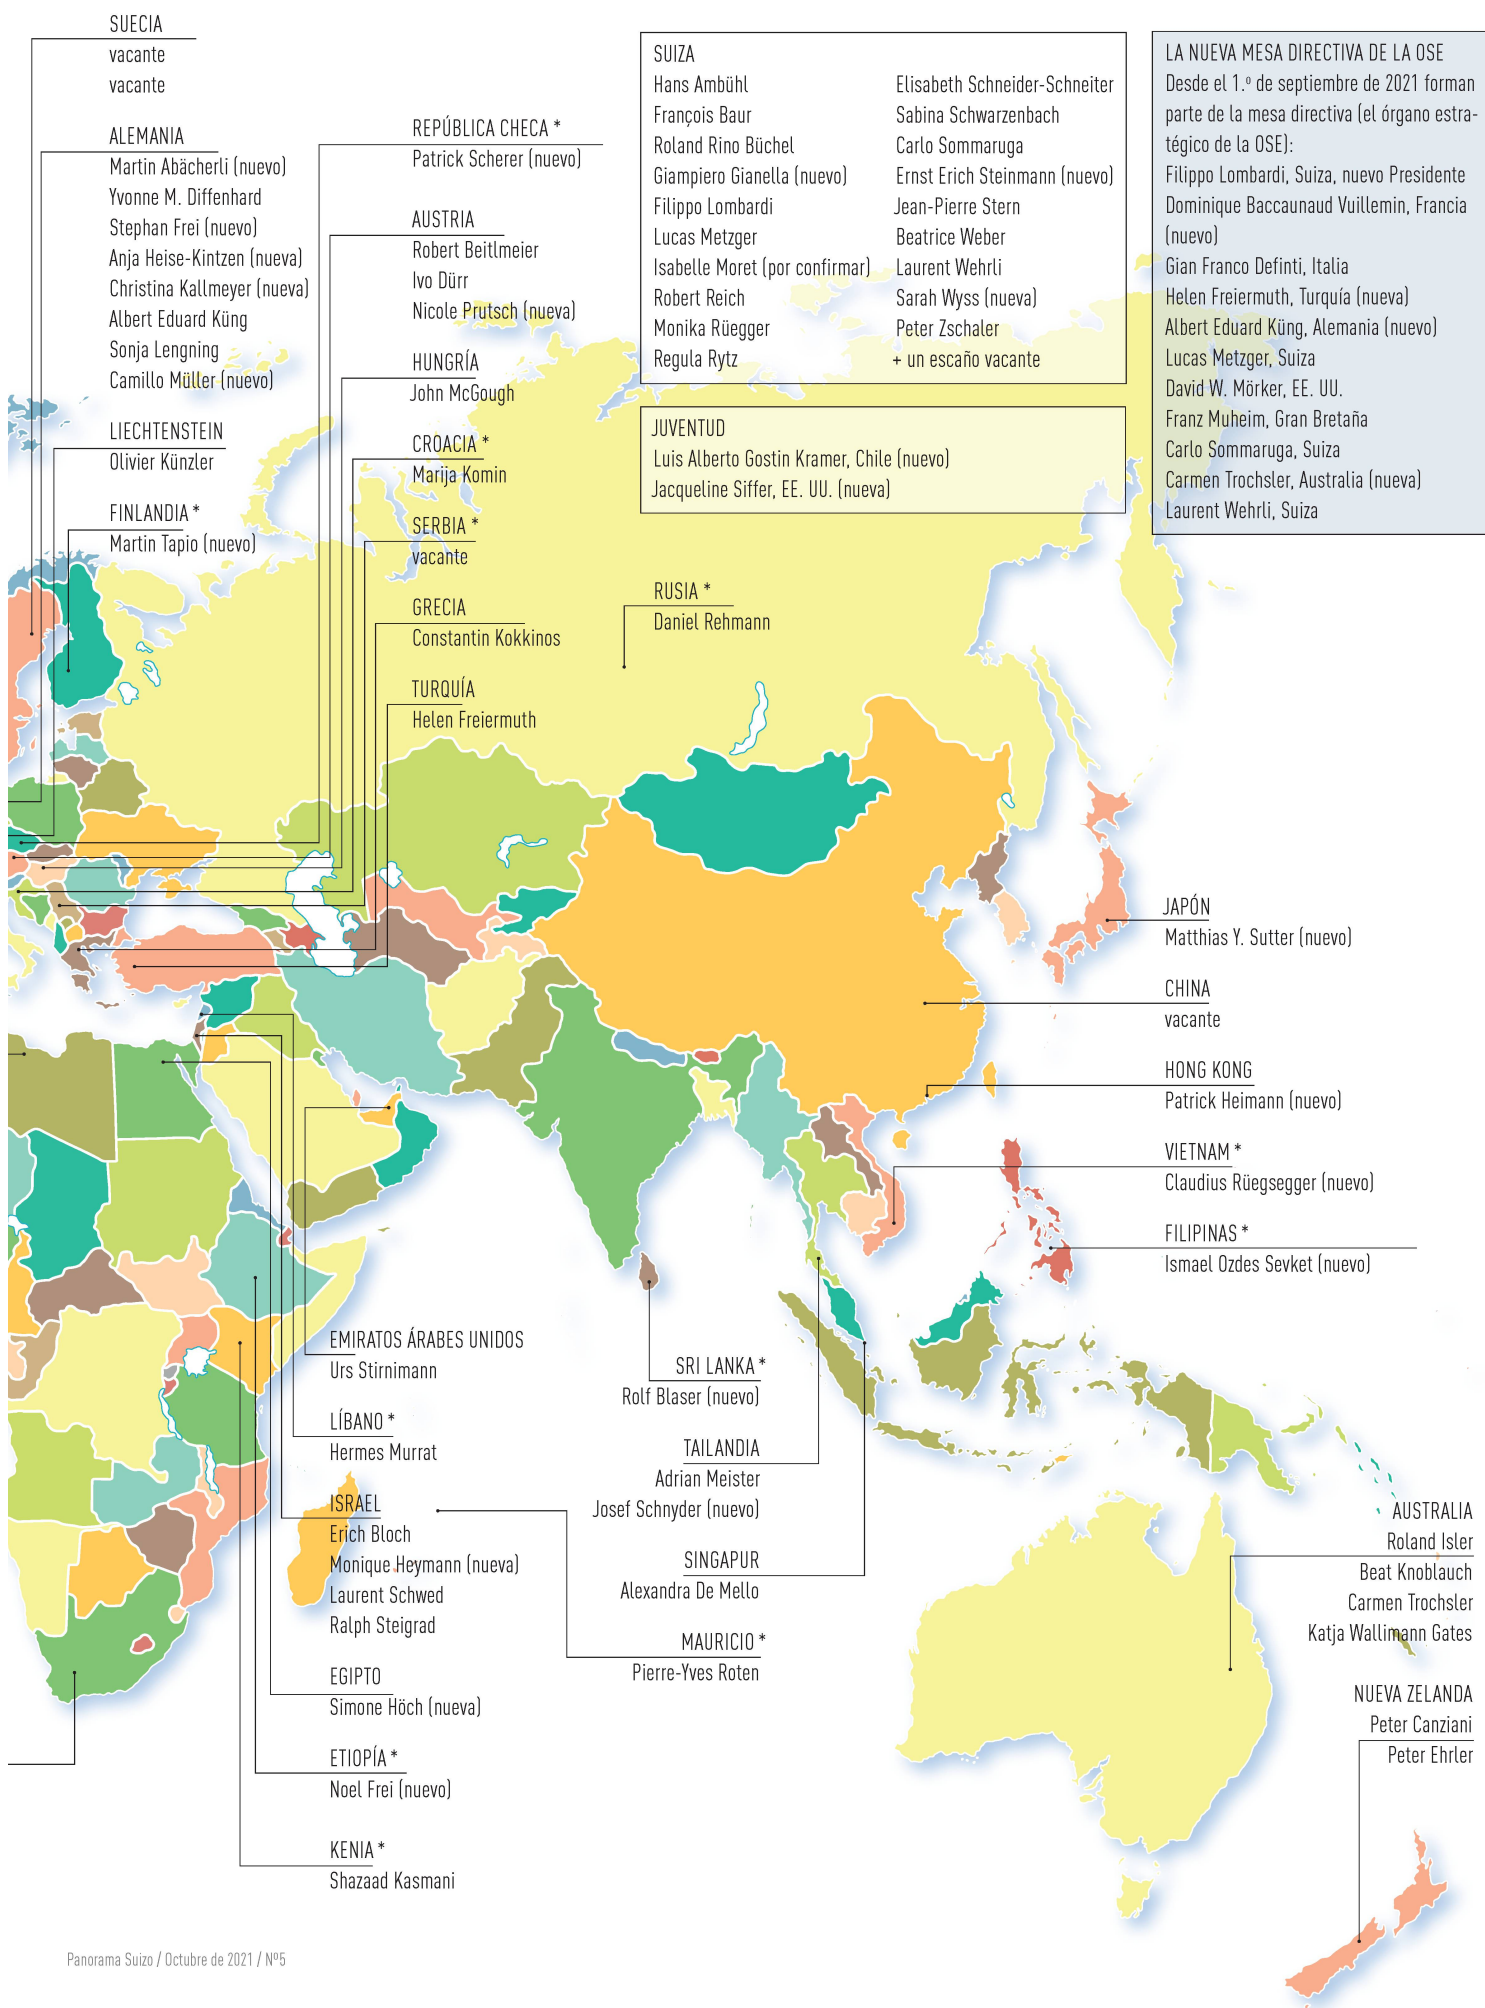 SUECIA
vacante
vacante
ALEMANIA
Martin Abächerli (nuevo)
Yvonne M. Diffenhard
Stephan Frei (nuevo)
Anja Heise-Kintzen (nueva)
Christina Kallmeyer (nueva)
Albert Eduard Küng
Sonja Lengning
Camillo Müller (nuevo)
LIECHTENSTEIN
Olivier Künzler
FINLANDIA *
Martin Tapio (nuevo)
REPÚBLICA CHECA *
Patrick Scherer (nuevo)
AUSTRIA
Robert Beitlmeier
Ivo Dürr
Nicole Prutsch (nueva)
HUNGRÍA
John McGough
CROACIA *
Marija Komin
SERBIA *
vacante
GRECIA
Constantin Kokkinos
TURQUÍA
Helen Freiermuth
SUIZA
Hans Ambühl
François Baur
Roland Rino Büchel
Giampiero Gianella (nuevo)
Filippo Lombardi
Lucas Metzger
Isabelle Moret (por confirmar)
Robert Reich
Monika Rüegger
Regula Rytz
Elisabeth Schneider-Schneiter
Sabina Schwarzenbach
Carlo Sommaruga
Ernst Erich Steinmann (nuevo)
Jean-Pierre Stern
Beatrice Weber
Laurent Wehrli
Sarah Wyss (nueva)
Peter Zschaler
+ un escaño vacante
JUVENTUD
Luis Alberto Gostin Kramer, Chile (nuevo)
Jacqueline Siffer, EE. UU. (nueva)
LA NUEVA MESA DIRECTIVA DE LA OSE
Desde el 1.º de septiembre de 2021 forman
parte de la mesa directiva (el órgano estra-
tégico de la OSE):
Filippo Lombardi, Suiza, nuevo Presidente
Dominique Baccaunaud Vuillemin, Francia
(nuevo)
Gian Franco Definti, Italia
Helen Freiermuth, Turquía (nueva)
Albert Eduard Küng, Alemania (nuevo)
Lucas Metzger, Suiza
David W. Mörker, EE. UU.
Franz Muheim, Gran Bretaña
Carlo Sommaruga, Suiza
Carmen Trochsler, Australia (nueva)
Laurent Wehrli, Suiza
RUSIA *
Daniel Rehmann
JAPÓN
Matthias Y. Sutter (nuevo)
CHINA
vacante
HONG KONG
Patrick Heimann (nuevo)
VIETNAM *
Claudius Rüegsegger (nuevo)
FILIPINAS *
Ismael Ozdes Sevket (nuevo)
EMIRATOS ÁRABES UNIDOS
Urs Stirnimann
LÍBANO *
Hermes Murrat
ISRAEL
Erich Bloch
Monique Heymann (nueva)
Laurent Schwed
Ralph Steigrad
EGIPTO
Simone Höch (nueva)
ETIOPÍA *
Noel Frei (nuevo)
KENIA *
Shazaad Kasmani
SRI LANKA *
Rolf Blaser (nuevo)
TAILANDIA
Adrian Meister
Josef Schnyder (nuevo)
SINGAPUR
Alexandra De Mello
MAURICIO *
Pierre-Yves Roten
AUSTRALIA
Roland Isler
Beat Knoblauch
Carmen Trochsler
Katja Wallimann Gates
NUEVA ZELANDA
Peter Canziani
Peter Ehrler
Panorama Suizo / Octubre de 2021 / Nº5